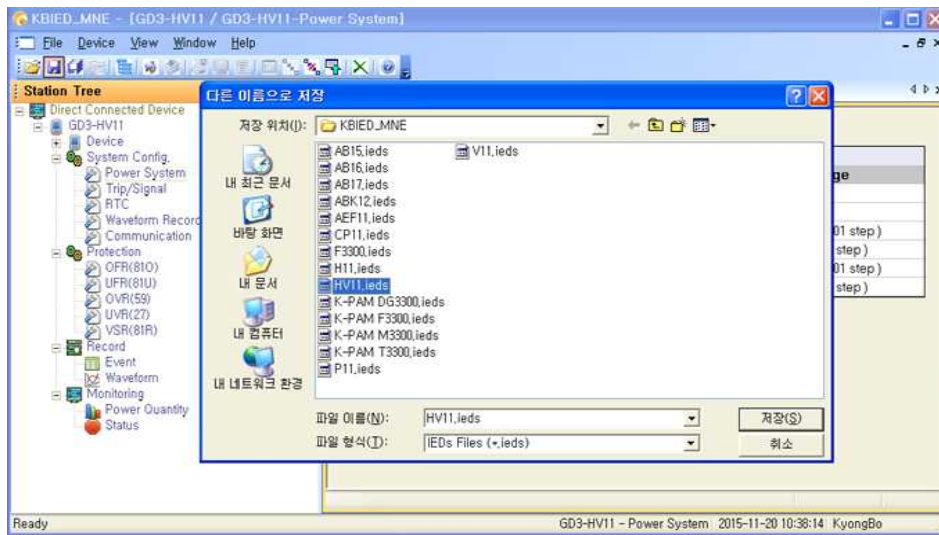 KBIED_MNE - [GD3-HV11 / GD3-HV11-Power System]
File Device View Window Help
Station Tree
Direct Connected Device
GD3-HV11
Device
System Config.
Power System
Trip/Signal
RTC
Waveform Record
Communication
Protection
OFR(81O)
UFR(81U)
OVR(59)
UVR(27)
VSR(81R)
Record
Event
Waveform
Monitoring
Power Quantity
Status
다른 이름으로 저장
저장 위치(I):
KBIED_MNE
내 최근 문서
바탕 화면
내 문서
내 컴퓨터
내 네트워크 환경
AB15.ieds
AB16.ieds
AB17.ieds
ABK12.ieds
AEF11.ieds
CP11.ieds
F3300.ieds
H11.ieds
HV11.ieds
K-PAM DG3300.ieds
K-PAM F3300.ieds
K-PAM M3300.ieds
K-PAM T3300.ieds
P11.ieds
V11.ieds
파일 이름(N):
HV11.ieds
저장(S)
파일 형식(T):
IEDs Files (*.ieds)
취소
ge
01 step )
step )
01 step )
step )
Ready
GD3-HV11 - Power System 2015-11-20 10:38:14 KyongBo